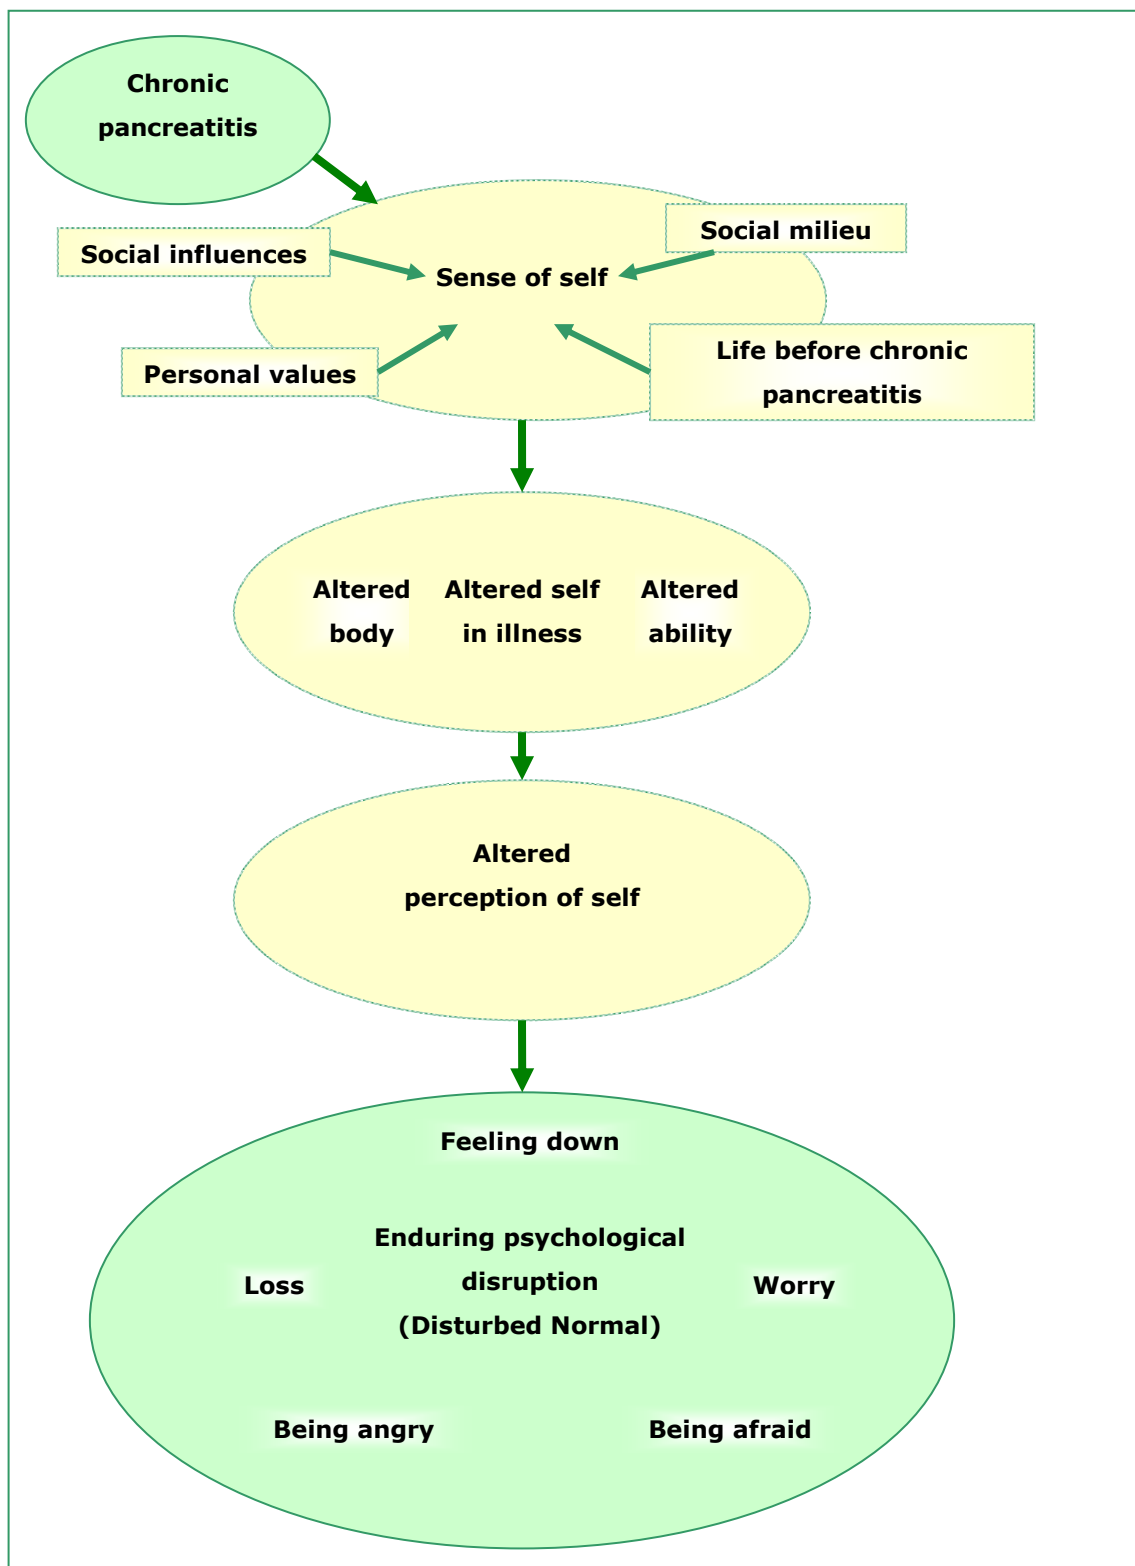 Chronic
pancreatitis
Social milieu
Social influences
Sense of self
Life before chronic
pancreatitis
Personal values
Altered
body
Altered self
in illness
Altered
ability
Altered
perception of self
Feeling down
Enduring psychological
disruption
(Disturbed Normal)
Loss
Worry
Being angry
Being afraid